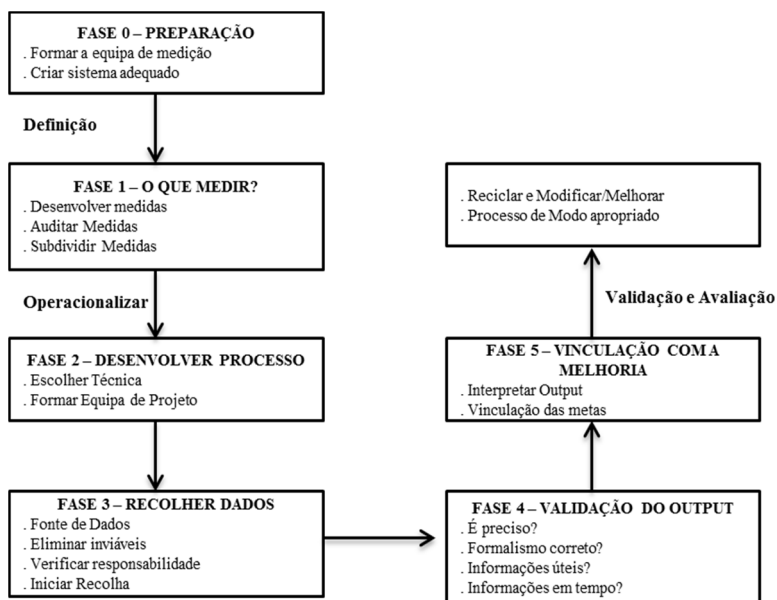 FASE 0 – PREPARAÇÃO
. Formar a equipa de medição
. Criar sistema adequado
Definição
FASE 1 – O QUE MEDIR?
. Desenvolver medidas
. Auditar Medidas
. Subdividir Medidas
Operacionalizar
FASE 2 – DESENVOLVER PROCESSO
. Escolher Técnica
. Formar Equipa de Projeto
FASE 3 – RECOLHER DADOS
. Fonte de Dados
. Eliminar inviáveis
. Verificar responsabilidade
. Iniciar Recolha
FASE 4 – VALIDAÇÃO DO OUTPUT
. É preciso?
. Formalismo correto?
. Informações úteis?
. Informações em tempo?
FASE 5 – VINCULAÇÃO COM A
MELHORIA
. Interpretar Output
. Vinculação das metas
Validação e Avaliação
. Reciclar e Modificar/Melhorar
. Processo de Modo apropriado